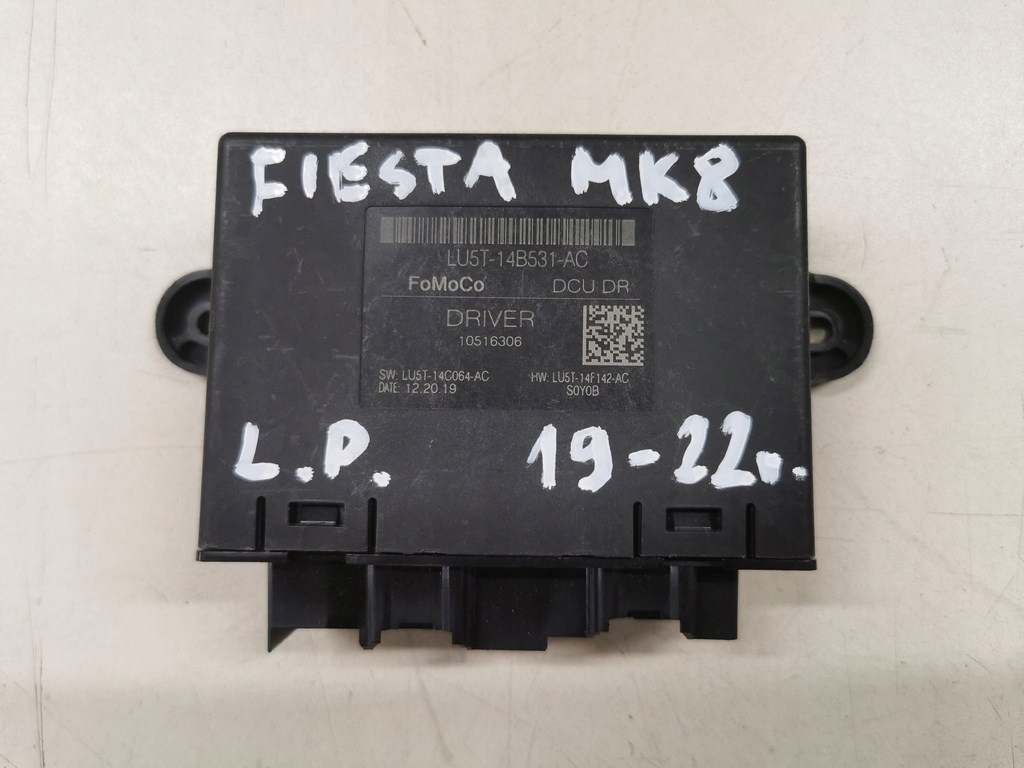 FIESTA MK8
LU5T-14B531-AC
FoMoCo DCU DR
DRIVER
10516306
SW: LU5T-14C064-AC HW: LU5T-14F142-AC
DATE: 12.20.19 S0Y0B
L.P. 19-22r.